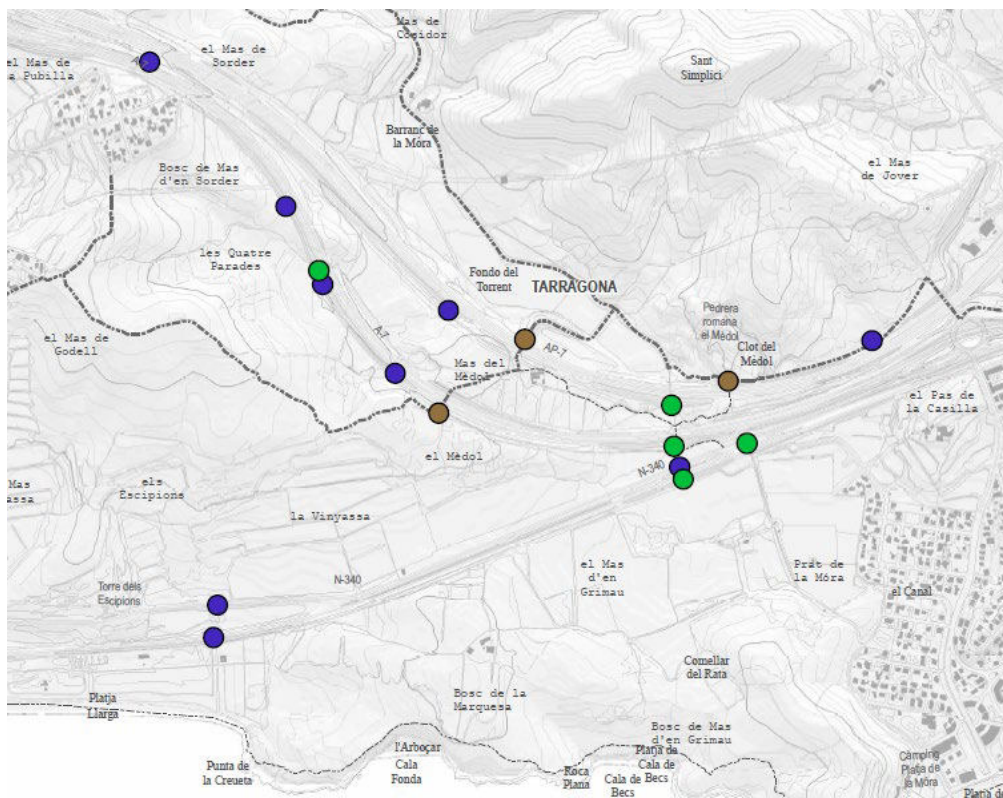 Mas de
Cosidor
el Mas de
Sorder
el Mas de
la Pubilla
Sant
Simplici
Barranc de
la Móra
el Mas
de Jover
Bosc de Mas
d'en Sorder
les Quatre
Parades
Fondo del
Torrent
TARRAGONA
Pedrera
romana
el Mèdol
Clot del
Mèdol
el Mas de
Godell
A-7
AP-7
Mas del
Mèdol
el Pas de
la Casilla
el Mèdol
N-340
Mas
assa
els
Escipions
la Vinyassa
N-340
el Mas
d'en
Grimau
Prat de
la Móra
Torre dels
Escipions
el Canal
Comellar
del Rata
Platja
Llarga
Bosc de la
Marquesa
Bosc de Mas
d'en Grimau
l'Arboçar
Cala
Fonda
Punta de
la Creueta
Roca
Plana
Platja de
Cala de
Becs
Cala de
Becs
Càmping
Platja de
la Móra
Platja de